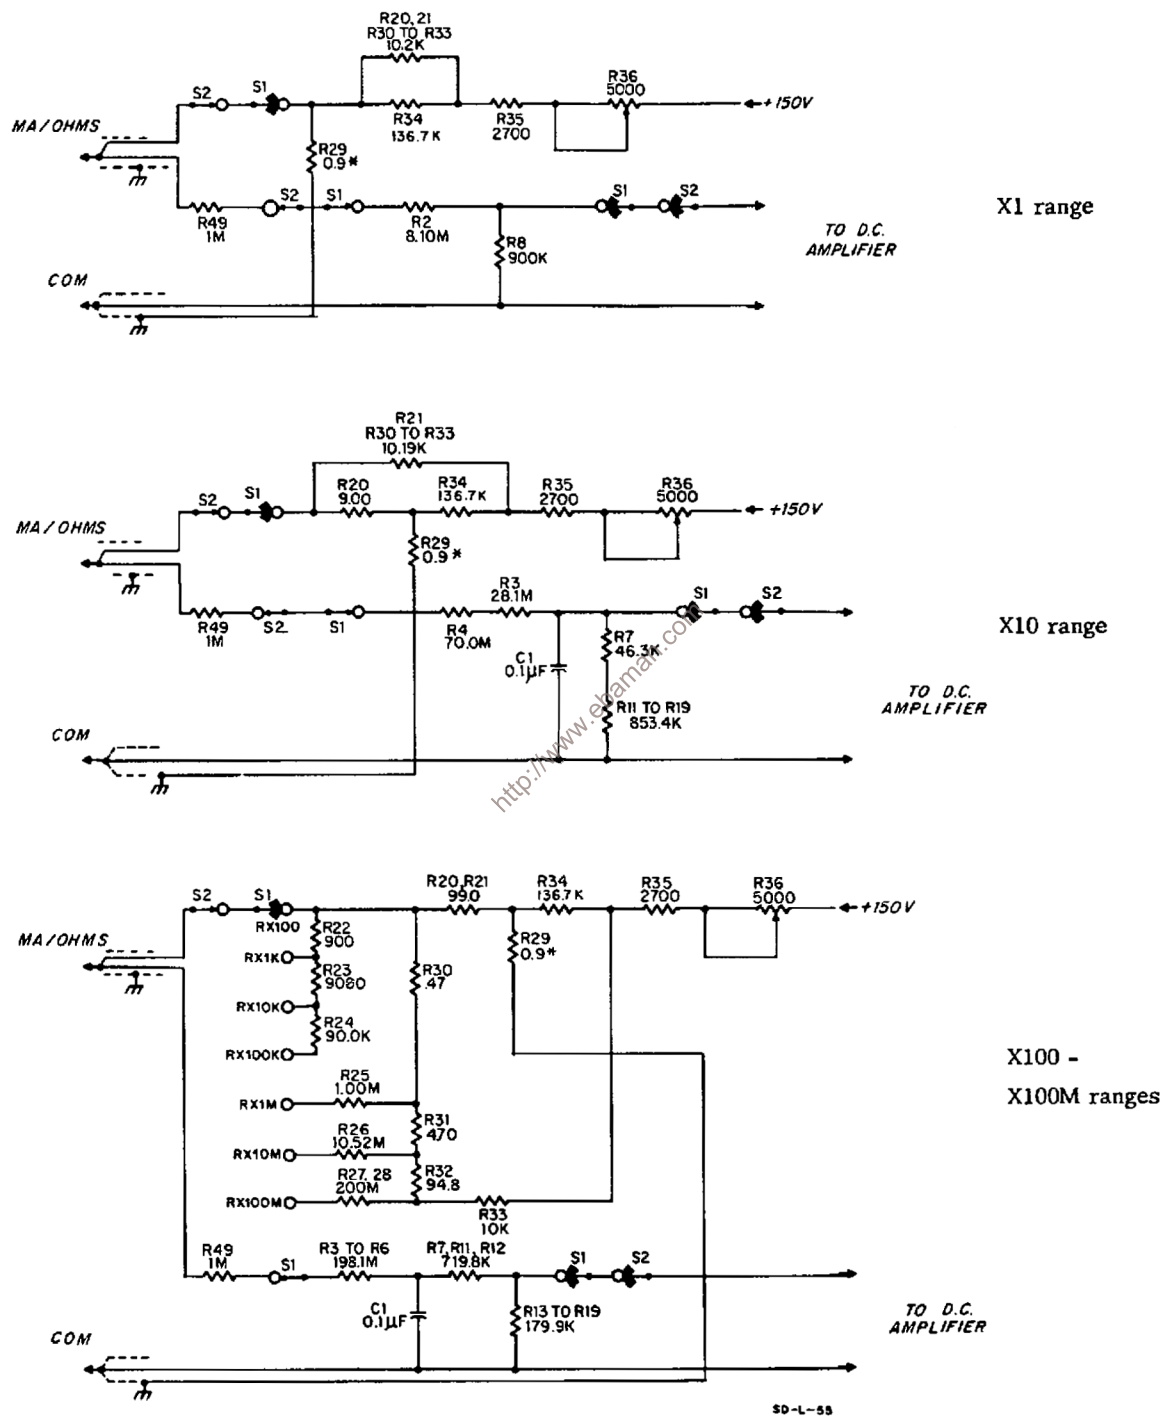 R20, 21
R30 TO R33
10.2K
S2
S1
R34
136.7K
R35
2700
R36
5000
+150V
MA/OHMS
R29
0.9*
R49
1M
S2
S1
R2
8.10M
R8
900K
S1
S2
TO D.C.
AMPLIFIER
X1 range
COM
R21
R30 TO R33
10.19K
S2
S1
R20
9.00
R34
136.7K
R35
2700
R36
5000
+150V
MA/OHMS
R29
0.9*
R49
1M
S2
S1
R4
70.0M
R3
28.1M
C1
0.1µF
R7
46.3K
R11 TO R19
853.4K
S1
S2
TO D.C.
AMPLIFIER
X10 range
COM
http://www.ebaman.com
S2
S1
RX100
R20, R21
99.0
R34
136.7K
R35
2700
R36
5000
+150V
MA/OHMS
R22
900
RX1K
R23
RX10K
R24
90.0K
RX100K
R30
.47
R29
0.9*
R25
1.00M
RX1M
R31
470
R26
10.52M
RX10M
R32
94.8
R27, 28
200M
RX100M
R33
10K
X100 -
X100M ranges
R49
1M
S1
R3 TO R6
198.1M
R7, R11, R12
719.8K
S1
S2
C1
0.1µF
R13 TO R19
179.9K
TO D.C.
AMPLIFIER
COM
SD-L-55